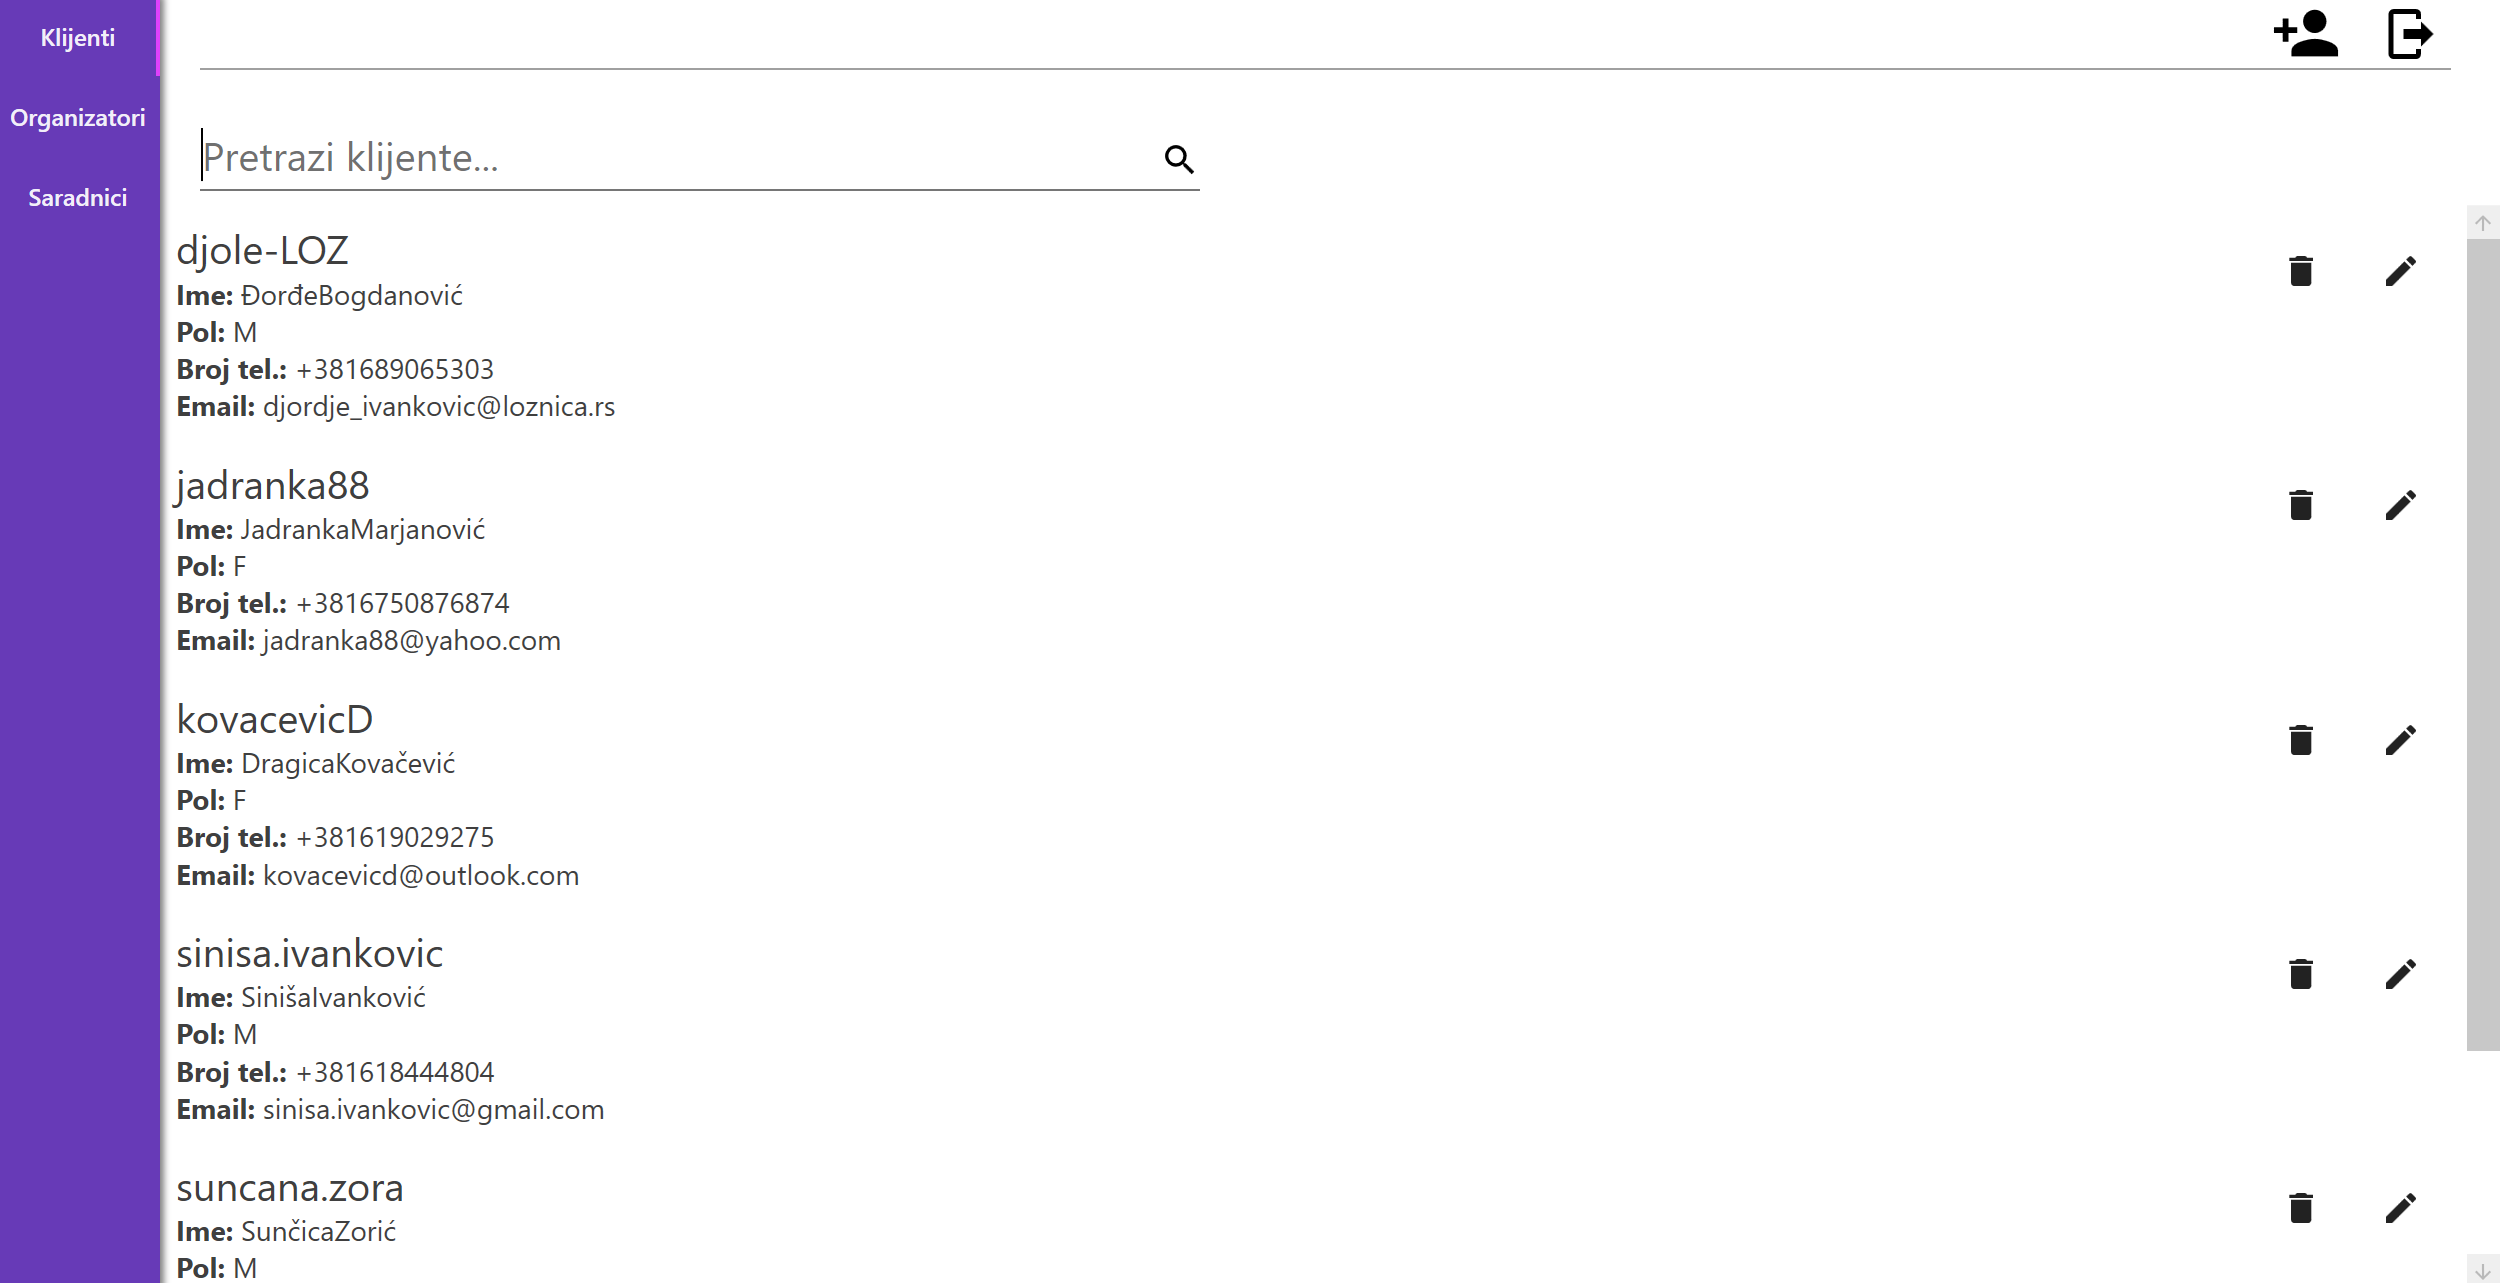 Klijenti
Organizatori
Saradnici
Pretrazi klijente...
djole-LOZ
Ime: ĐorđeBogdanović
Pol: M
Broj tel.: +381689065303
Email: djordje_ivankovic@loznica.rs
jadranka88
Ime: JadrankaMarjanović
Pol: F
Broj tel.: +3816750876874
Email: jadranka88@yahoo.com
kovacevicD
Ime: DragicaKovačević
Pol: F
Broj tel.: +381619029275
Email: kovacevicd@outlook.com
sinisa.ivankovic
Ime: SinišaIvanković
Pol: M
Broj tel.: +381618444804
Email: sinisa.ivankovic@gmail.com
suncana.zora
Ime: SunčicaZorić
Pol: M